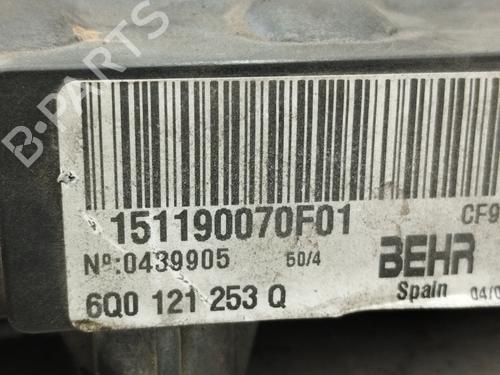 B-PARTS
151190070F01
CF9
Nº:0439905 50/4 BEHR
6Q0 121 253 Q Spain 04/0